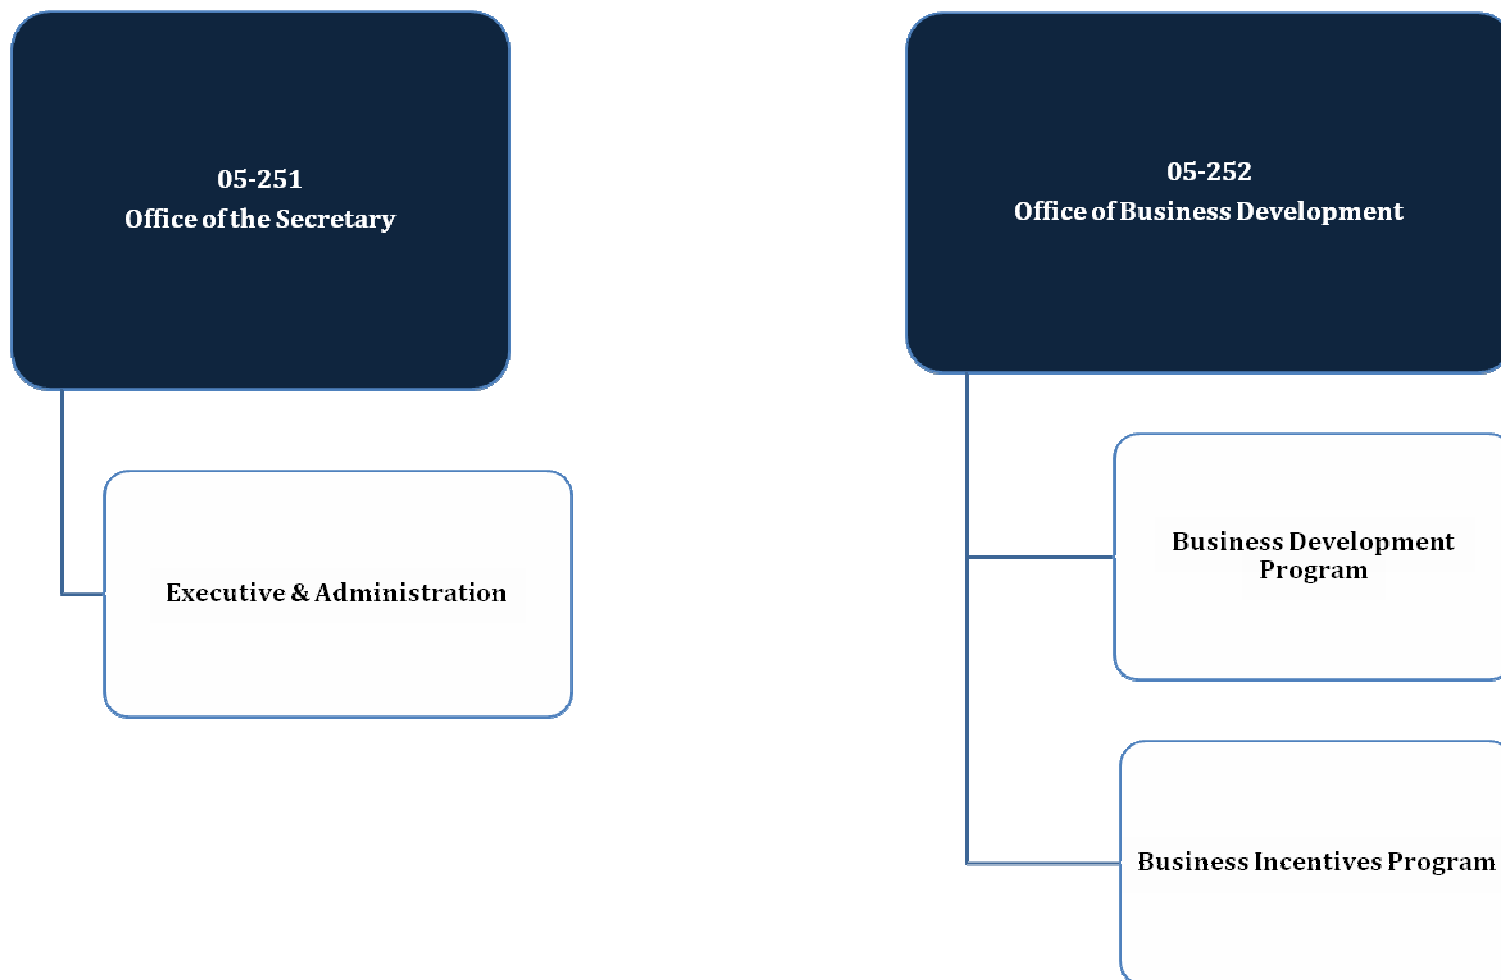 05-251
Office of the Secretary
Executive & Administration
05-252
Office of Business Development
Business Development
Program
Business Incentives Program